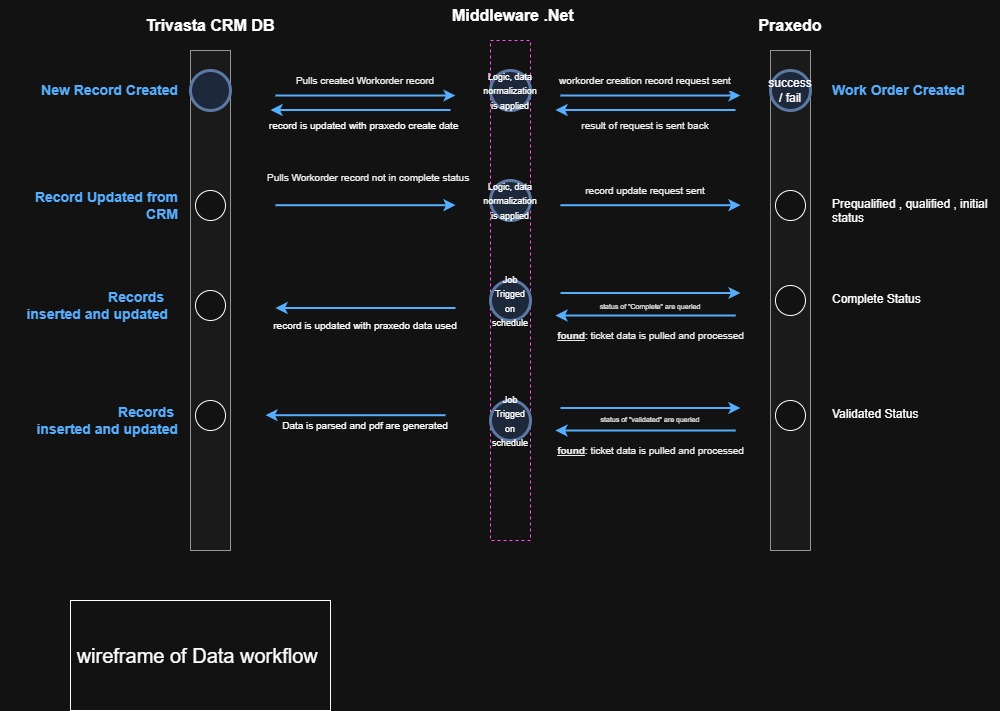 Trivasta CRM DB
Middleware .Net
Praxedo
New Record Created
Pulls created Workorder record
record is updated with praxedo create date
Logic, data
normalization
is applied
workorder creation record request sent
result of request is sent back
success
/ fail
Work Order Created
Record Updated from
CRM
Pulls Workorder record not in complete status
Logic, data
normalization
is applied
record update request sent
Prequalified , qualified , initial
status
Records
inserted and updated
record is updated with praxedo data used
Job
Trigged
on
schedule
status of "Complete" are queried
found: ticket data is pulled and processed
Complete Status
Records
inserted and updated
Data is parsed and pdf are generated
Job
Trigged
on
schedule
status of "validated" are queried
found: ticket data is pulled and processed
Validated Status
wireframe of Data workflow